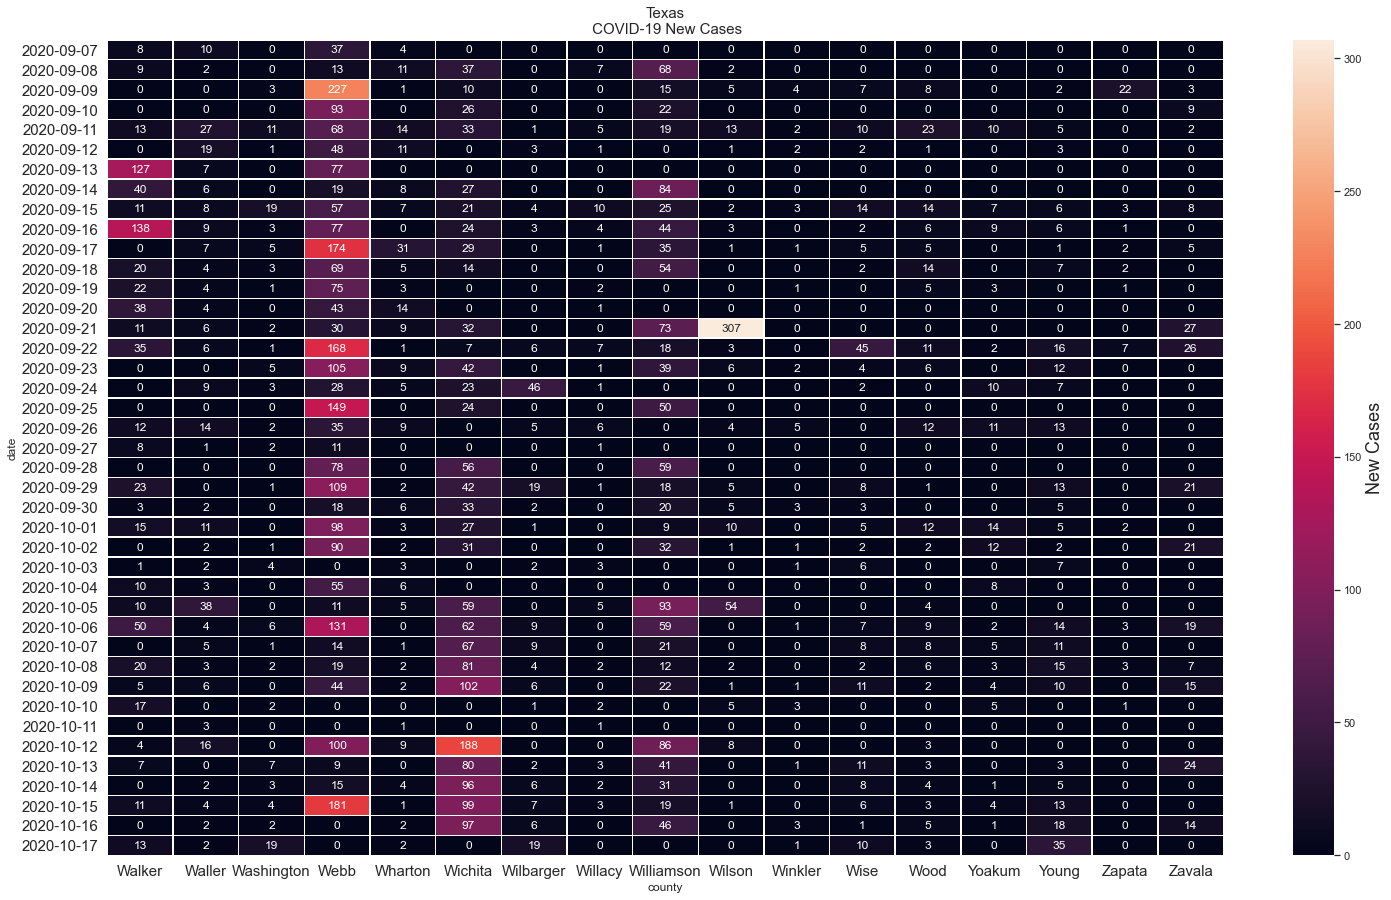 Texas
COVID-19 New Cases
2020-09-07 8 10 0 37 4 0 0 0 0 0 0 0 0 0 0 0 0
2020-09-08 9 2 0 13 11 37 0 7 68 2 0 0 0 0 0 0 0
2020-09-09 0 0 3 227 1 10 0 0 15 5 4 7 8 0 2 22 3
2020-09-10 0 0 0 93 0 26 0 0 22 0 0 0 0 0 0 0 9
2020-09-11 13 27 11 68 14 33 1 5 19 13 2 10 23 10 5 0 2
2020-09-12 0 19 1 48 11 0 3 1 0 1 2 2 1 0 3 0 0
2020-09-13 127 7 0 77 0 0 0 0 0 0 0 0 0 0 0 0 0
2020-09-14 40 6 0 19 8 27 0 0 84 0 0 0 0 0 0 0 0
2020-09-15 11 8 19 57 7 21 4 10 25 2 3 14 14 7 6 3 8
2020-09-16 138 9 3 77 0 24 3 4 44 3 0 2 6 9 6 1 0
2020-09-17 0 7 5 174 31 29 0 1 35 1 1 5 5 0 1 2 5
2020-09-18 20 4 3 69 5 14 0 0 54 0 0 2 14 0 7 2 0
2020-09-19 22 4 1 75 3 0 0 2 0 0 1 0 5 3 0 1 0
2020-09-20 38 4 0 43 14 0 0 1 0 0 0 0 0 0 0 0 0
2020-09-21 11 6 2 30 9 32 0 0 73 307 0 0 0 0 0 0 27
2020-09-22 35 6 1 168 1 7 6 7 18 3 0 45 11 2 16 7 26
2020-09-23 0 0 5 105 9 42 0 1 39 6 2 4 6 0 12 0 0
2020-09-24 0 9 3 28 5 23 46 1 0 0 0 2 0 10 7 0 0
2020-09-25 0 0 0 149 0 24 0 0 50 0 0 0 0 0 0 0 0
2020-09-26 12 14 2 35 9 0 5 6 0 4 5 0 12 11 13 0 0
2020-09-27 8 1 2 11 0 0 0 1 0 0 0 0 0 0 0 0 0
2020-09-28 0 0 0 78 0 56 0 0 59 0 0 0 0 0 0 0 0
2020-09-29 23 0 1 109 2 42 19 1 18 5 0 8 1 0 13 0 21
2020-09-30 3 2 0 18 6 33 2 0 20 5 3 3 0 0 5 0 0
2020-10-01 15 11 0 98 3 27 1 0 9 10 0 5 12 14 5 2 0
2020-10-02 0 2 1 90 2 31 0 0 32 1 1 2 2 12 2 0 21
2020-10-03 1 2 4 0 3 0 2 3 0 0 1 6 0 0 7 0 0
2020-10-04 10 3 0 55 6 0 0 0 0 0 0 0 0 8 0 0 0
2020-10-05 10 38 0 11 5 59 0 5 93 54 0 0 4 0 0 0 0
2020-10-06 50 4 6 131 0 62 9 0 59 0 1 7 9 2 14 3 19
2020-10-07 0 5 1 14 1 67 9 0 21 0 0 8 8 5 11 0 0
2020-10-08 20 3 2 19 2 81 4 2 12 2 0 2 6 3 15 3 7
2020-10-09 5 6 0 44 2 102 6 0 22 1 1 11 2 4 10 0 15
2020-10-10 17 0 2 0 0 0 1 2 0 5 3 0 0 5 0 1 0
2020-10-11 0 3 0 0 1 0 0 1 0 0 0 0 0 0 0 0 0
2020-10-12 4 16 0 100 9 188 0 0 86 8 0 0 3 0 0 0 0
2020-10-13 7 0 7 9 0 80 2 3 41 0 1 11 3 0 3 0 24
2020-10-14 0 2 3 15 4 96 6 2 31 0 0 8 4 1 5 0 0
2020-10-15 11 4 4 181 1 99 7 3 19 1 0 6 3 4 13 0 0
2020-10-16 0 2 2 0 2 97 6 0 46 0 3 1 5 1 18 0 14
2020-10-17 13 2 19 0 2 0 19 0 0 0 1 10 3 0 35 0 0
Walker Waller Washington Webb Wharton Wichita Wilbarger Willacy Williamson Wilson Winkler Wise Wood Yoakum Young Zapata Zavala
county
date
300
250
200
150
100
50
0
New Cases